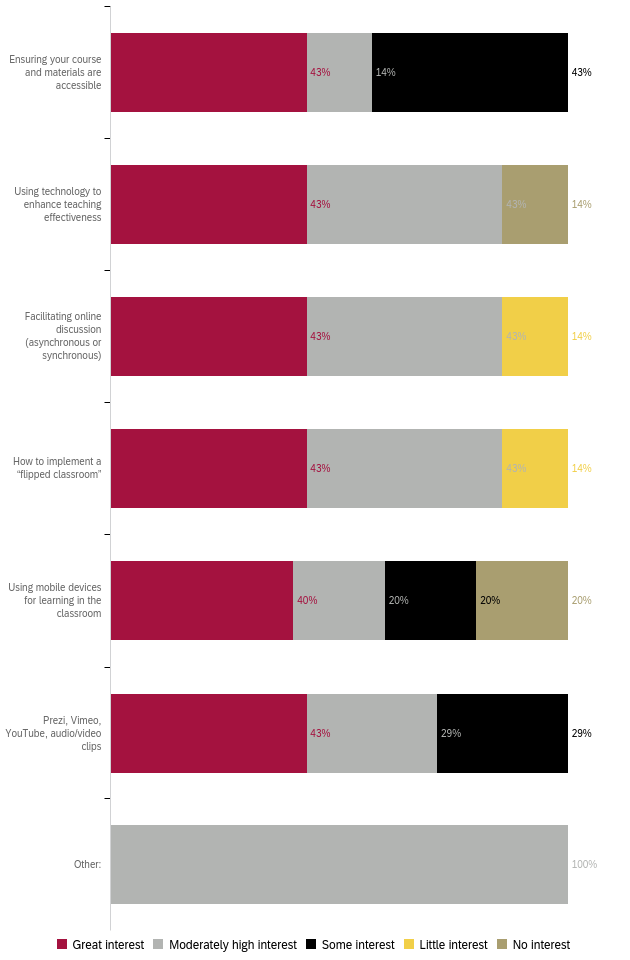 Ensuring your course
and materials are
accessible
43%
14%
43%
Using technology to
enhance teaching
effectiveness
43%
43%
14%
Facilitating online
discussion
(asynchronous or
synchronous)
43%
43%
14%
How to implement a
“flipped classroom”
43%
43%
14%
Using mobile devices
for learning in the
classroom
40%
20%
20%
20%
Prezi, Vimeo,
YouTube, audio/video
clips
43%
29%
29%
Other:
100%
Great interest Moderately high interest Some interest Little interest No interest